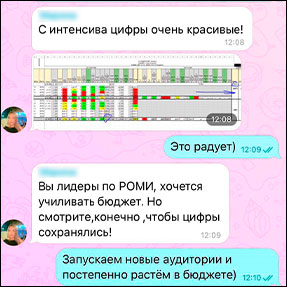 С интенсива цифры очень красивые!
12:08
12:08
Это радует)
12:09
Вы лидеры по РОМИ, хочется
училивать бюджет. Но
смотрите,конечно ,чтобы цифры
сохранялись!
12:09
Запускаем новые аудитории и
постепенно растём в бюджете)
12:10